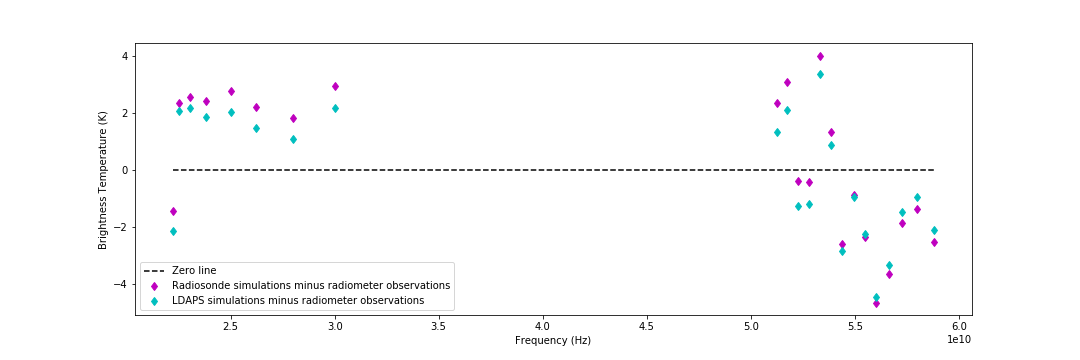 4
2
0
−2
−4
Brightness Temperature (K)
Zero line
Radiosonde simulations minus radiometer observations
LDAPS simulations minus radiometer observations
2.5 3.0 3.5 4.0 4.5 5.0 5.5 6.0
1e10
Frequency (Hz)